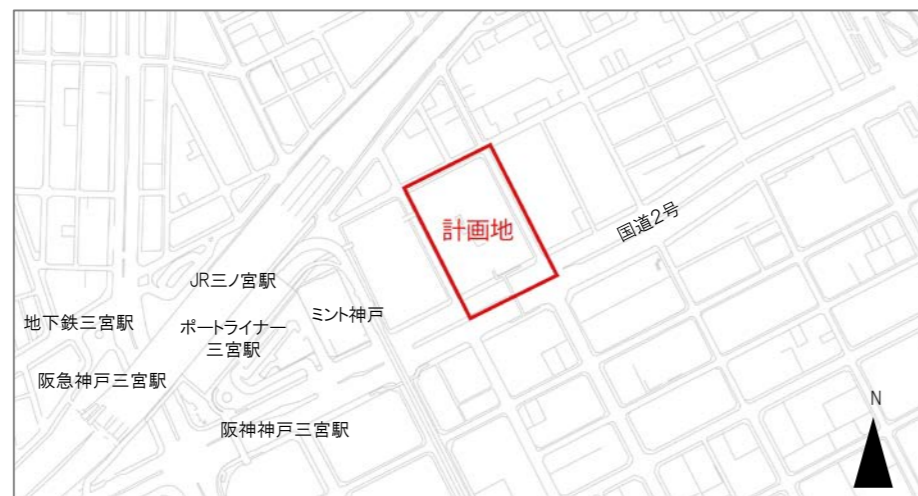 計画地
国道2号
JR三ノ宮駅
ミント神戸
地下鉄三宮駅
ポートライナー
三宮駅
阪急神戸三宮駅
阪神神戸三宮駅
N